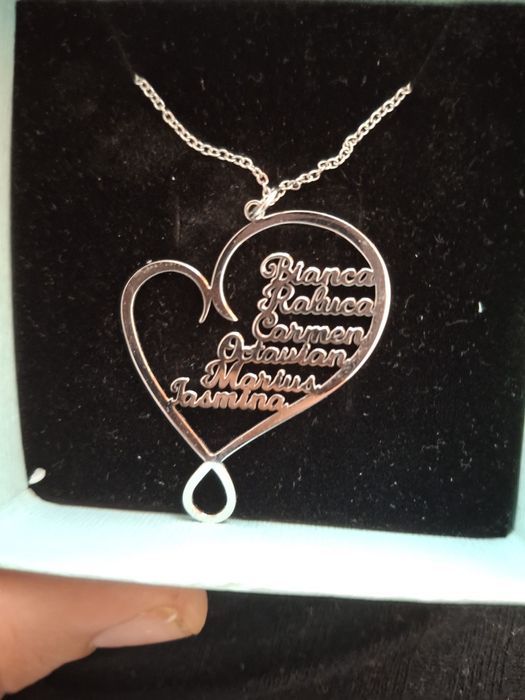 Bianca
Raluca
Carmen
Octavian
Marius
Iasmina